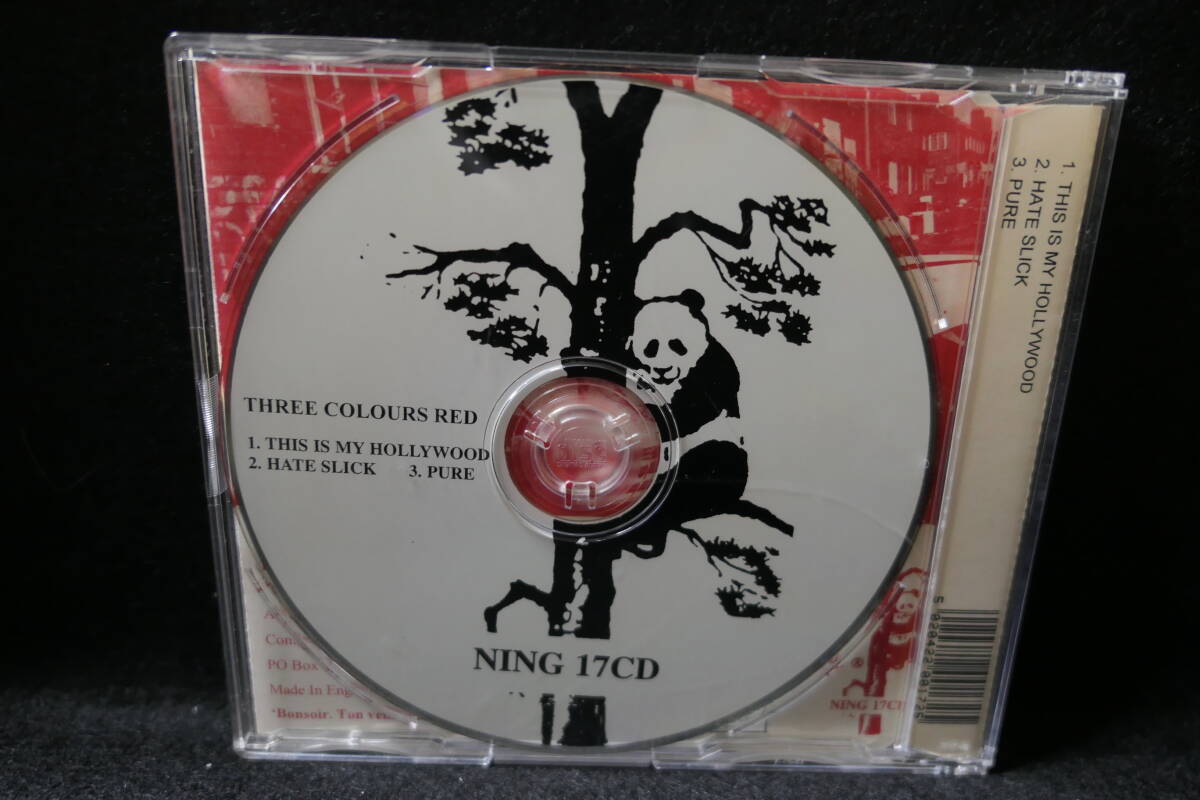 THREE COLOURS RED
1. THIS IS MY HOLLYWOOD
2. HATE SLICK 3. PURE
NING 17CD
1. THIS IS MY HOLLYWOOD
2. HATE SLICK
3. PURE
PO Box
Made In
'Bonsoir. Ton
®
NING 17CD